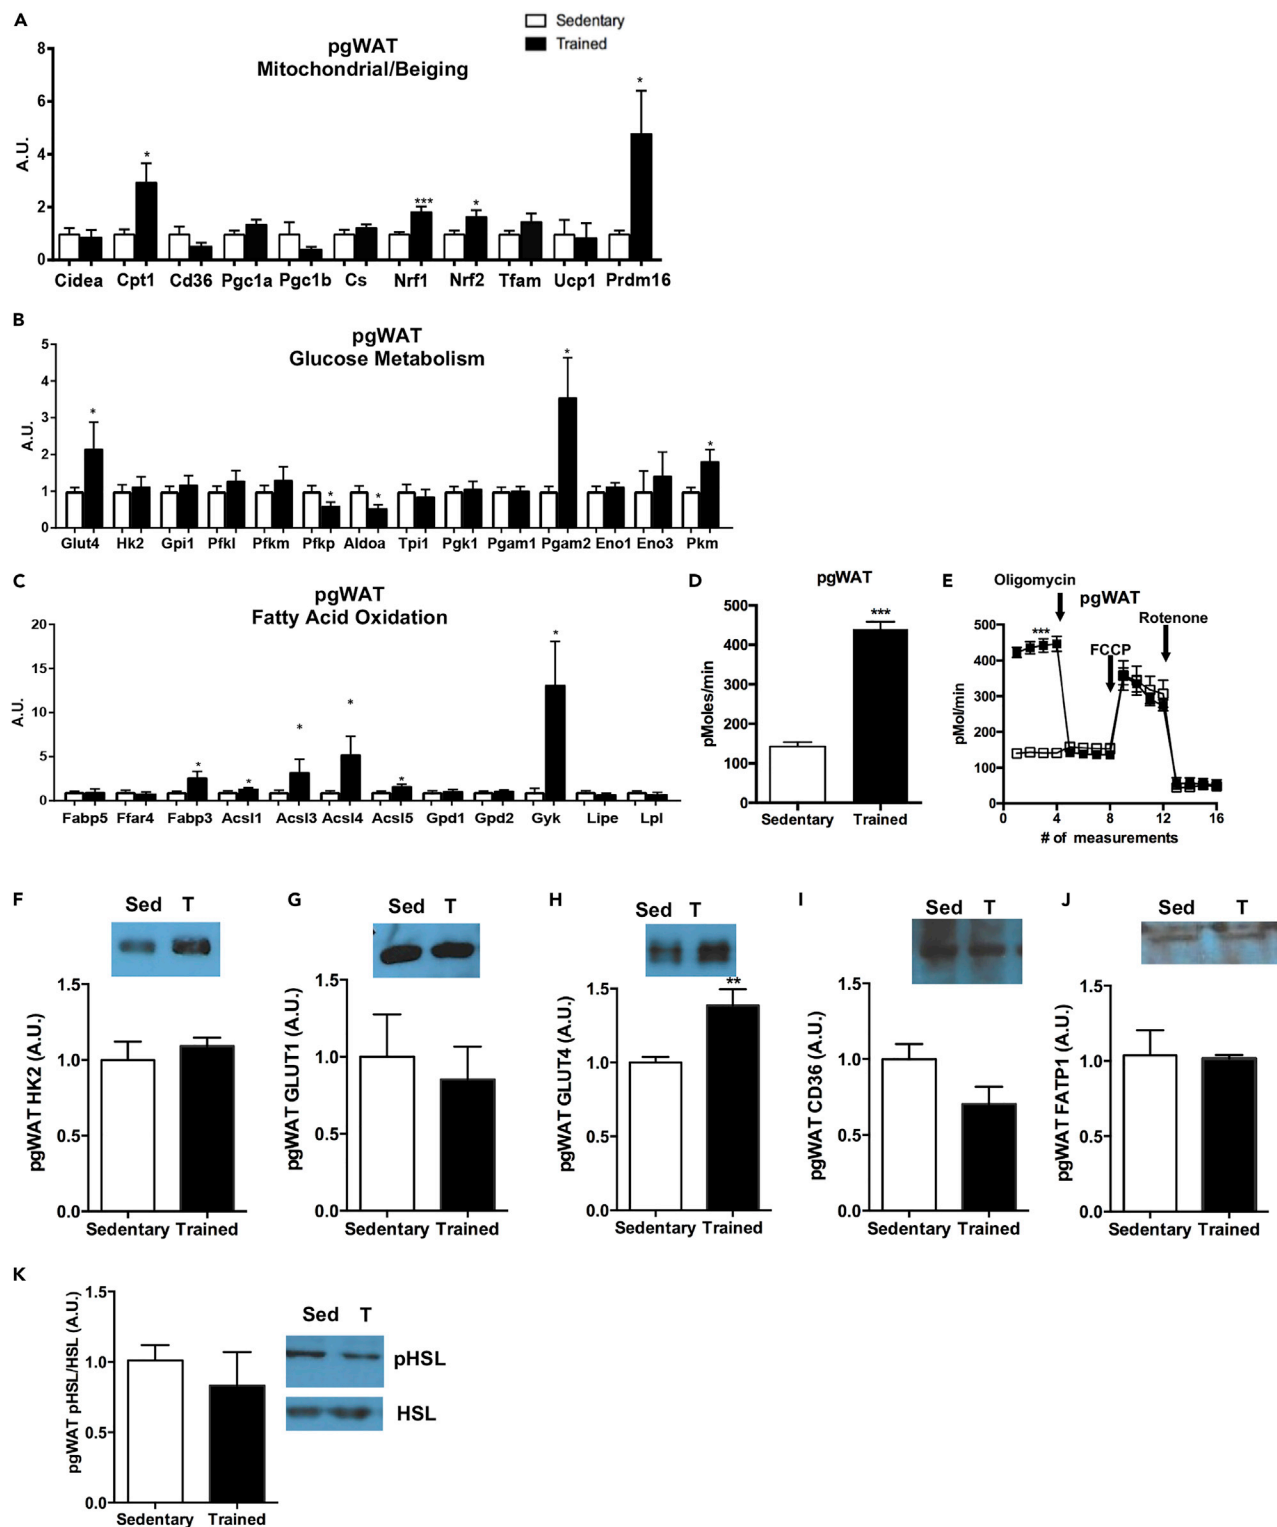 A
Sedentary
Trained
pgWAT
Mitochondrial/Beiging
8
6
4
2
0
A.U.
*
***
*
*
Cidea Cpt1 Cd36 Pgc1a Pgc1b Cs Nrf1 Nrf2 Tfam Ucp1 Prdm16
B
pgWAT
Glucose Metabolism
5
4
3
2
1
0
A.U.
*
*
*
*
*
Glut4 Hk2 Gpi1 Pfkl Pfkm Pfkp Aldoa Tpi1 Pgk1 Pgam1 Pgam2 Eno1 Eno3 Pkm
C
pgWAT
Fatty Acid Oxidation
20
15
10
5
0
A.U.
*
*
*
*
*
*
Fabp5 Ffar4 Fabp3 Acsl1 Acsl3 Acsl4 Acsl5 Gpd1 Gpd2 Gyk Lipe Lpl
D
pgWAT
500
400
300
200
100
0
pMoles/min
***
Sedentary Trained
E
Oligomycin
pgWAT
Rotenone
FCCP
***
500
400
300
200
100
0
pMol/min
0 4 8 12 16
# of measurements
F
Sed T
1.5
1.0
0.5
0.0
pgWAT HK2 (A.U.)
Sedentary Trained
G
Sed T
1.5
1.0
0.5
0.0
pgWAT GLUT1 (A.U.)
Sedentary Trained
H
Sed T
**
1.5
1.0
0.5
0.0
pgWAT GLUT4 (A.U.)
Sedentary Trained
I
Sed T
1.5
1.0
0.5
0.0
pgWAT CD36 (A.U.)
Sedentary Trained
J
Sed T
1.5
1.0
0.5
0.0
pgWAT FATP1 (A.U.)
Sedentary Trained
K
1.5
1.0
0.5
0.0
pgWAT pHSL/HSL (A.U.)
Sedentary Trained
Sed T
pHSL
HSL